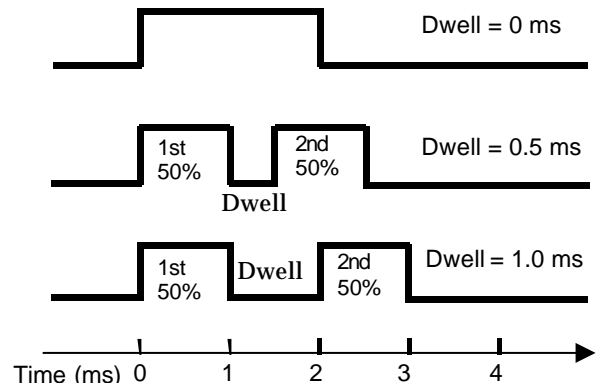 Dwell = 0 ms
1st
50%
2nd
50%
Dwell = 0.5 ms
Dwell
1st
50%
Dwell
2nd
50%
Dwell = 1.0 ms
Time (ms) 0 1 2 3 4